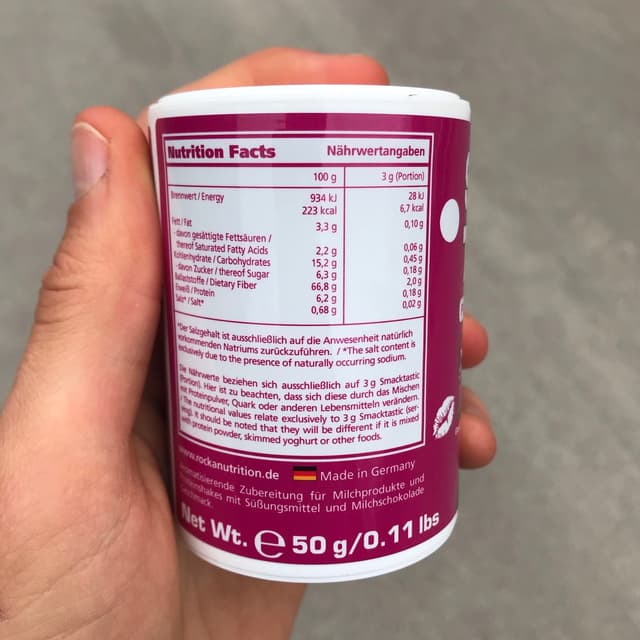 Nutrition Facts Nährwertangaben
100 g 3 g (Portion)
Brennwert / Energy 934 kJ 28 kJ
223 kcal 6,7 kcal
Fett / Fat 3,3 g 0,10 g
- davon gesättigte Fettsäuren /
thereof Saturated Fatty Acids 2,2 g 0,06 g
Kohlenhydrate / Carbohydrates 15,2 g 0,45 g
- davon Zucker / thereof Sugar 6,3 g 0,18 g
Ballaststoffe / Dietary Fiber 66,8 g 2,0 g
Eiweiß / Protein 6,2 g 0,18 g
Salz* / Salt* 0,68 g 0,02 g
*Der Salzgehalt ist ausschließlich auf die Anwesenheit natürlich
vorkommenden Natriums zurückzuführen. / *The salt content is
exclusively due to the presence of naturally occurring sodium.
Die Nährwerte beziehen sich ausschließlich auf 3 g Smacktastic
(Portion). Hier ist zu beachten, dass sich diese durch das Mischen
mit Proteinpulver, Quark oder anderen Lebensmitteln verändern.
/ The nutritional values relate exclusively to 3 g Smacktastic (ser-
ving). It should be noted that they will be different if it is mixed
with protein powder, skimmed yoghurt or other foods.
www.rockanutrition.de Made in Germany
Aromatisierende Zubereitung für Milchprodukte und
Proteinshakes mit Süßungsmittel und Milchschokolade
Geschmack.
Net Wt. ℮ 50 g/0.11 lbs